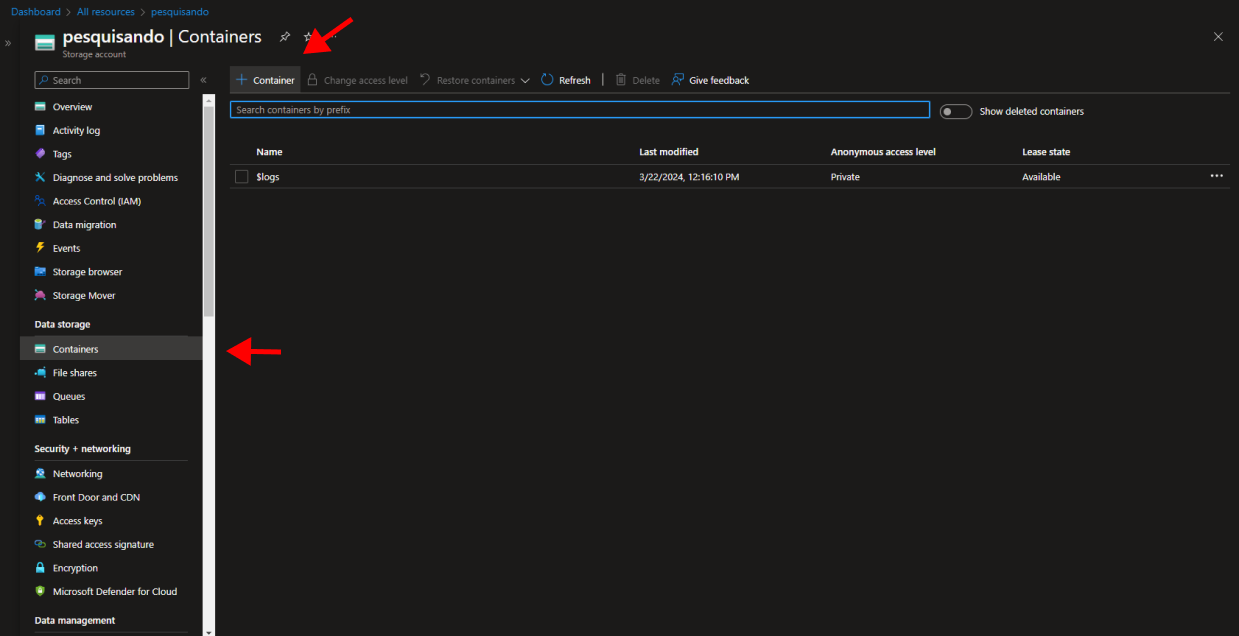 Dashboard > All resources > pesquisando
pesquisando | Containers
Storage account
Search
Overview
Activity log
Tags
Diagnose and solve problems
Access Control (IAM)
Data migration
Events
Storage browser
Storage Mover
Data storage
Containers
File shares
Queues
Tables
Security + networking
Networking
Front Door and CDN
Access keys
Shared access signature
Encryption
Microsoft Defender for Cloud
Data management
+ Container Change access level Restore containers Refresh | Delete Give feedback
Search containers by prefix Show deleted containers
Name Last modified Anonymous access level Lease state
$logs 3/22/2024, 12:16:10 PM Private Available ...